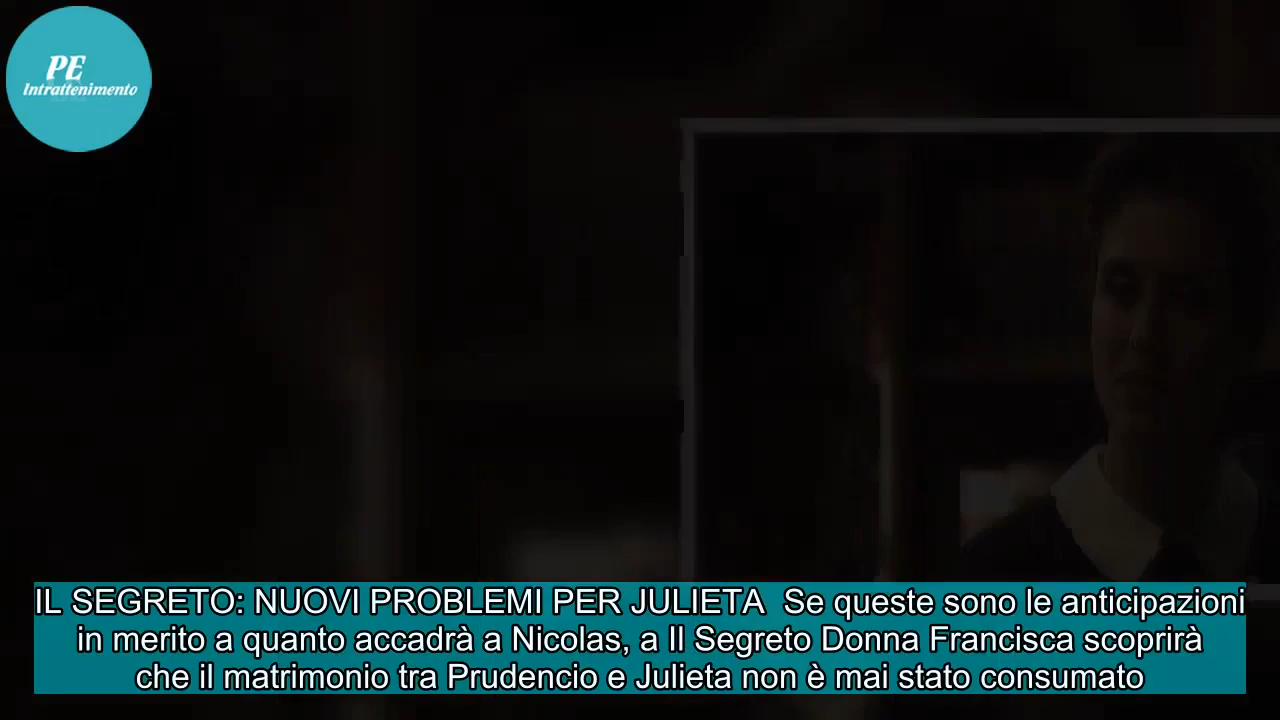 PE
Intrattenimento
IL SEGRETO: NUOVI PROBLEMI PER JULIETA  Se queste sono le anticipazioni
in merito a quanto accadrà a Nicolas, a Il Segreto Donna Francisca scoprirà
che il matrimonio tra Prudencio e Julieta non è mai stato consumato